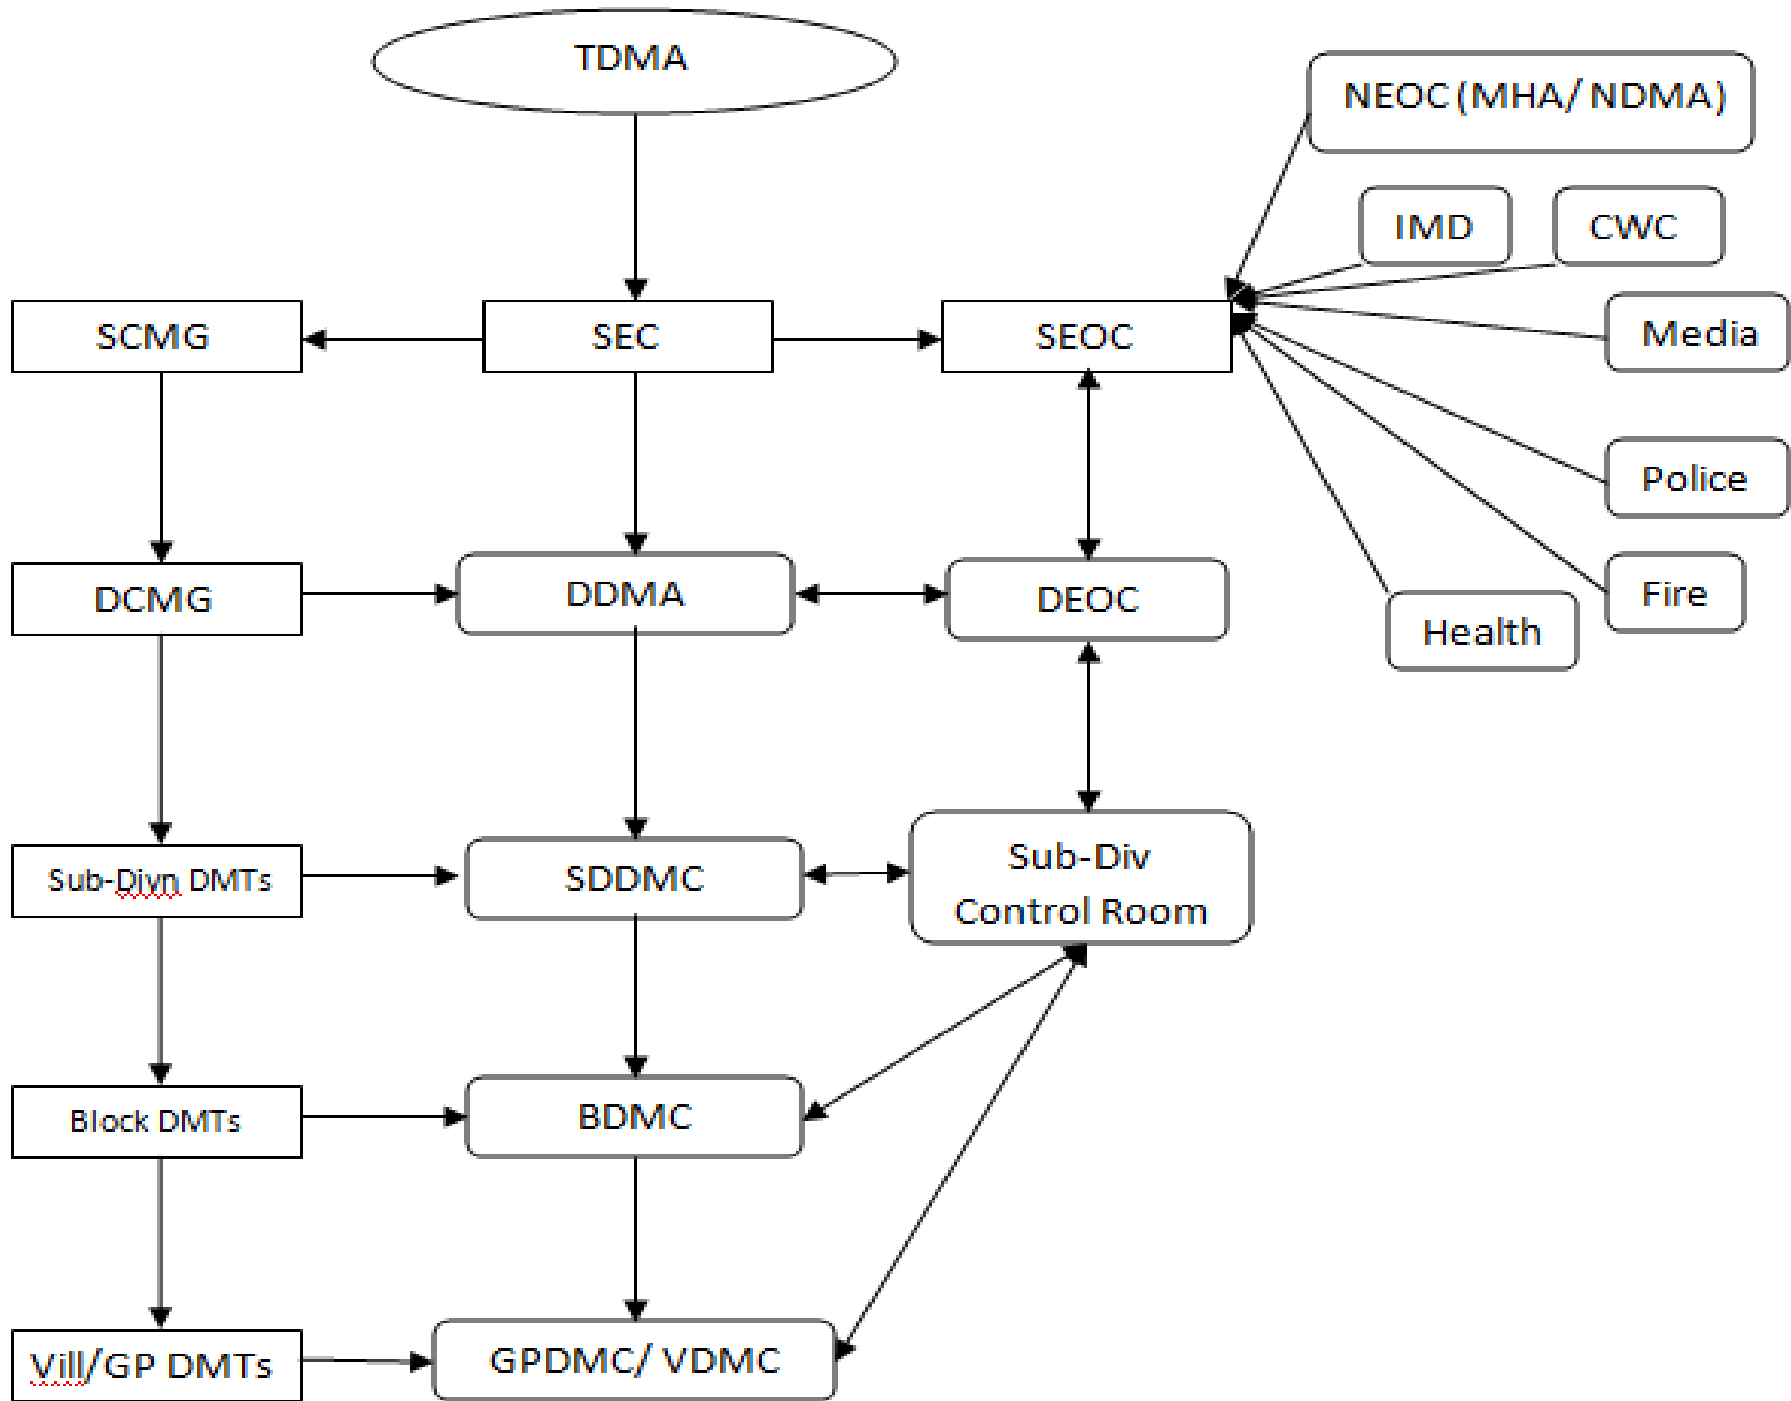 TDMA
NEOC (MHA/ NDMA)
IMD
CWC
SCMG
SEC
SEOC
Media
Police
DCMG
DDMA
DEOC
Fire
Health
Sub-Divn DMTs
SDDMC
Sub-Div
Control Room
Block DMTs
BDMC
Vill/GP DMTs
GPDMC/ VDMC